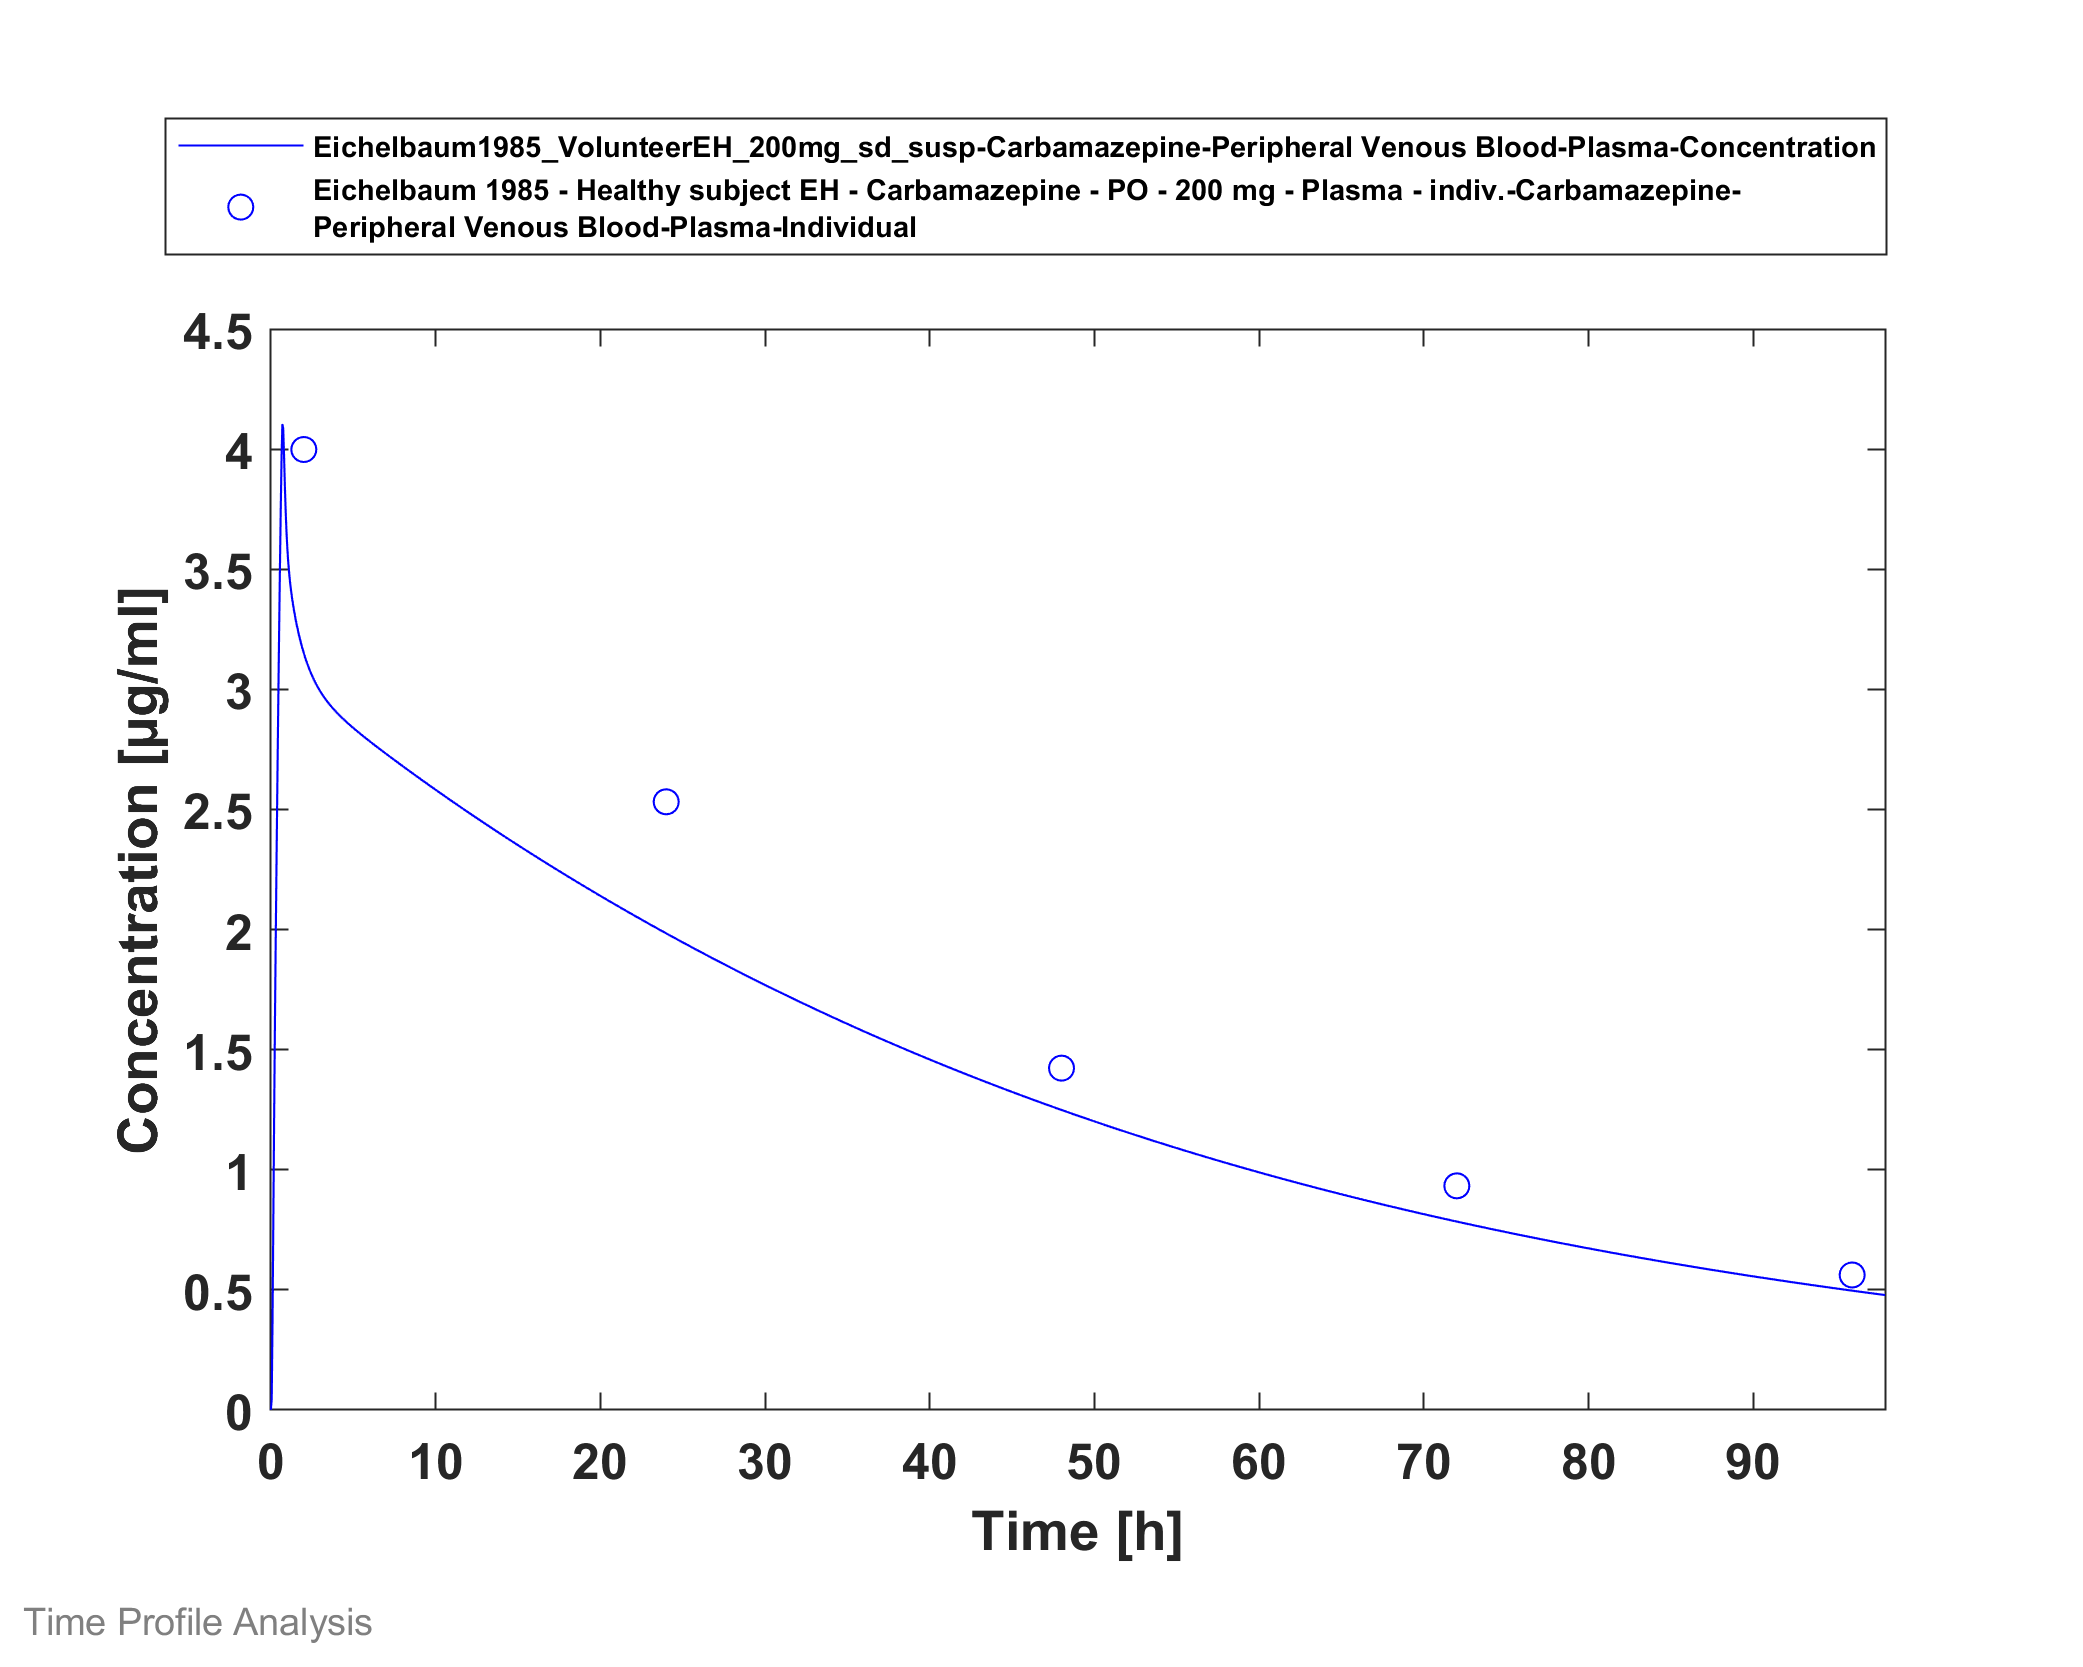 Eichelbaum1985_VolunteerEH_200mg_sd_susp-Carbamazepine-Peripheral Venous Blood-Plasma-Concentration
Eichelbaum 1985 - Healthy subject EH - Carbamazepine - PO - 200 mg - Plasma - indiv.-Carbamazepine-
Peripheral Venous Blood-Plasma-Individual
4.5
4
3.5
3
2.5
2
1.5
1
0.5
0
Concentration [µg/ml]
0 10 20 30 40 50 60 70 80 90
Time [h]
Time Profile Analysis